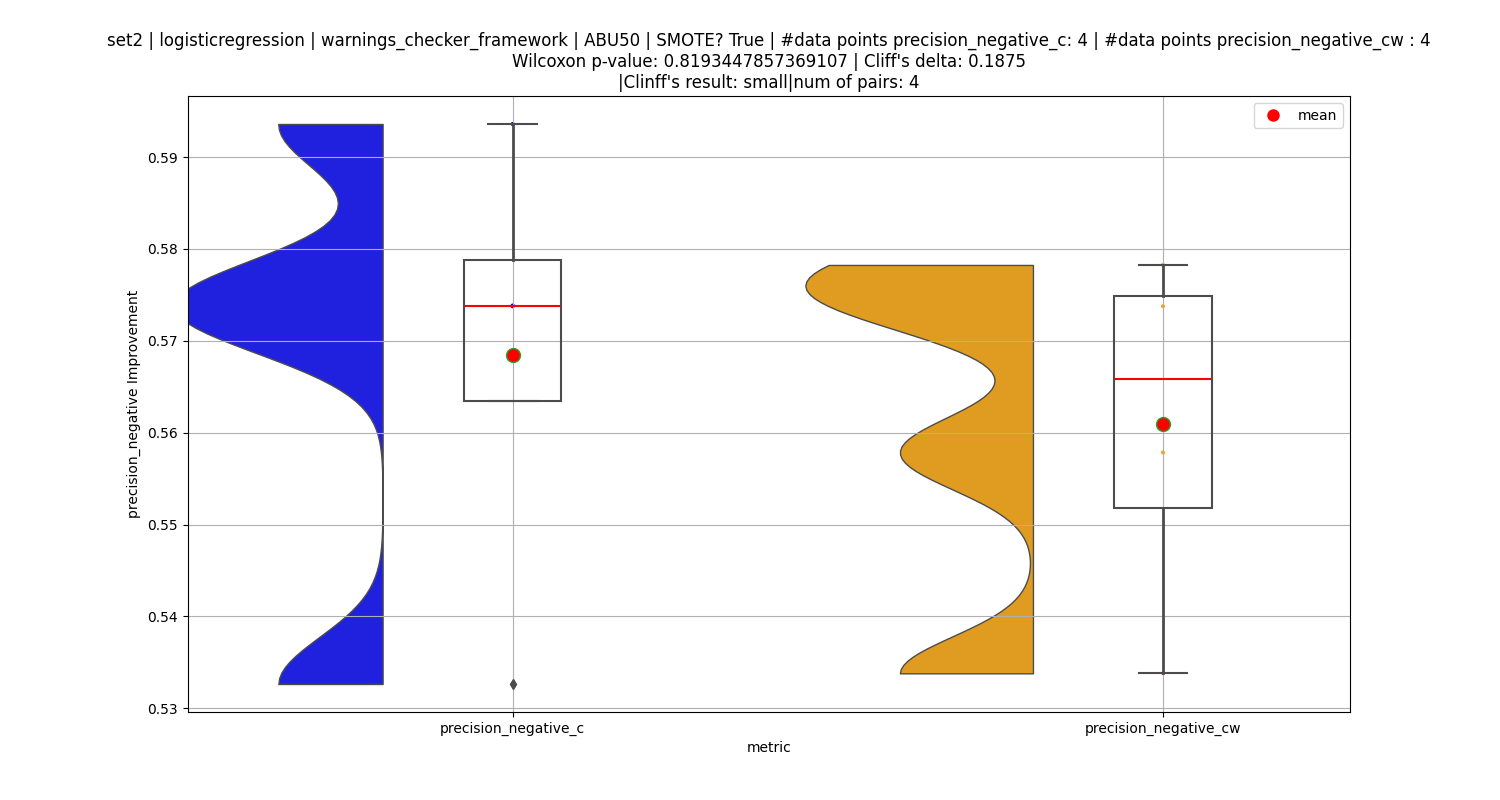 set2 | logisticregression | warnings_checker_framework | ABU50 | SMOTE? True | #data points precision_negative_c: 4 | #data points precision_negative_cw : 4
Wilcoxon p-value: 0.8193447857369107 | Cliff's delta: 0.1875
|Clinff's result: small|num of pairs: 4
mean
0.59
0.58
0.57
0.56
0.55
0.54
0.53
precision_negative Improvement
precision_negative_c
precision_negative_cw
metric